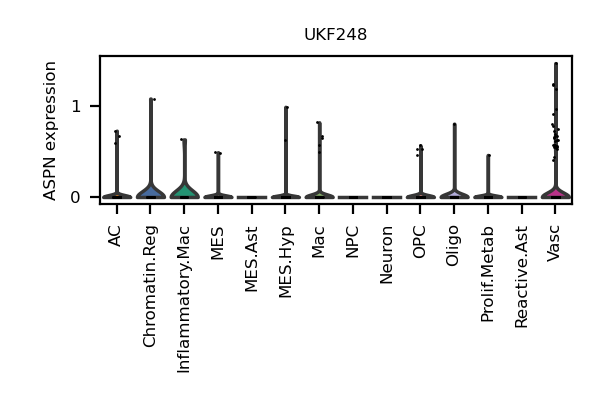 UKF248
ASPN expression
1
0
AC
Chromatin.Reg
Inflammatory.Mac
MES
MES.Ast
MES.Hyp
Mac
NPC
Neuron
OPC
Oligo
Prolif.Metab
Reactive.Ast
Vasc